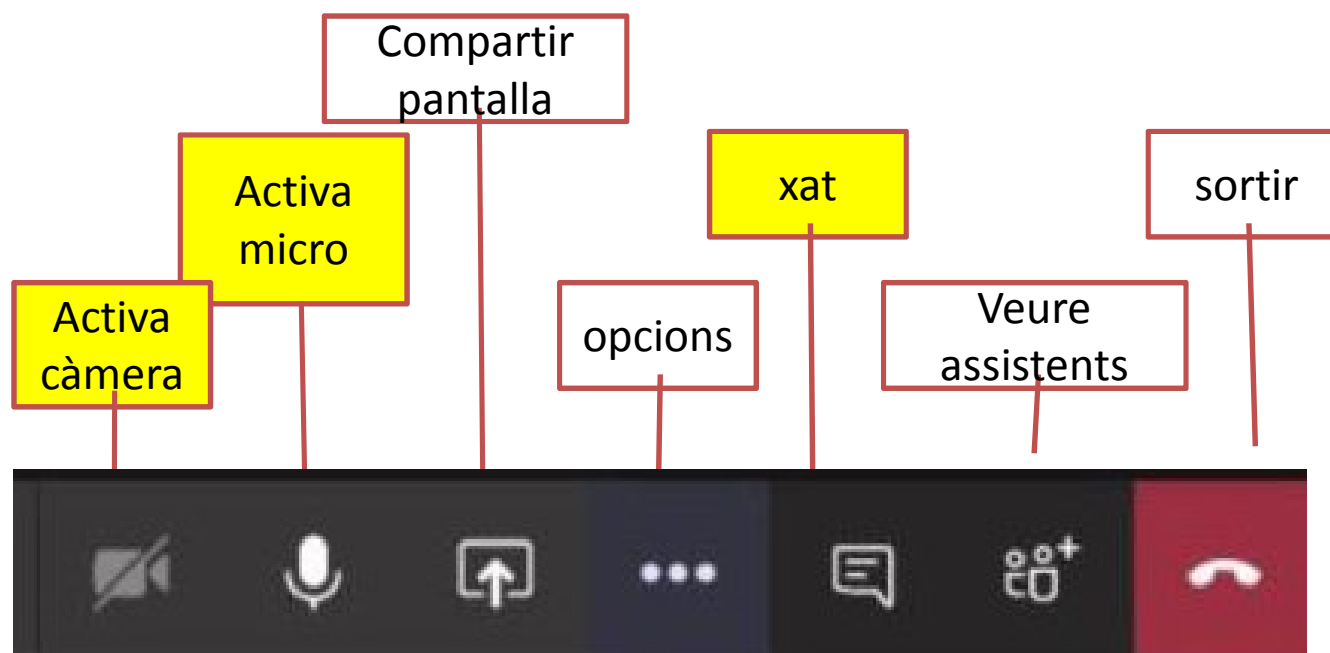 Compartir
pantalla
Activa
micro
xat
sortir
Activa
càmera
opcions
Veure
assistents